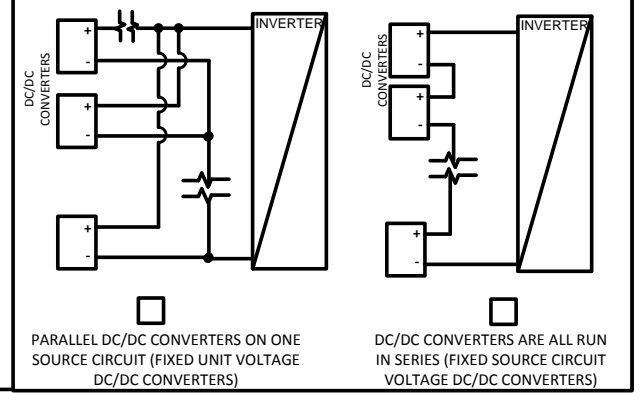 INVERTER
DC/DC
CONVERTERS
+
-
+
-
+
-
PARALLEL DC/DC CONVERTERS ON ONE
SOURCE CIRCUIT (FIXED UNIT VOLTAGE
DC/DC CONVERTERS)
INVERTER
DC/DC
CONVERTERS
+
-
+
-
+
-
DC/DC CONVERTERS ARE ALL RUN
IN SERIES (FIXED SOURCE CIRCUIT
VOLTAGE DC/DC CONVERTERS)